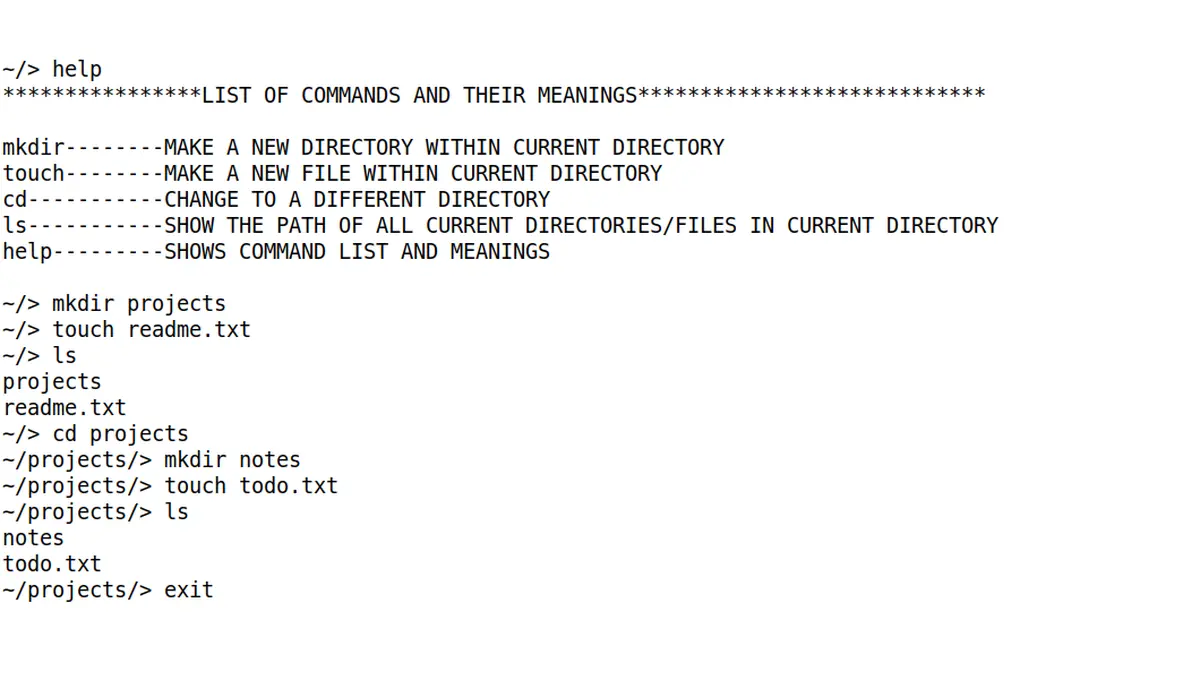 ~/> help
****************LIST OF COMMANDS AND THEIR MEANINGS****************************
mkdir--------MAKE A NEW DIRECTORY WITHIN CURRENT DIRECTORY
touch--------MAKE A NEW FILE WITHIN CURRENT DIRECTORY
cd-----------CHANGE TO A DIFFERENT DIRECTORY
ls-----------SHOW THE PATH OF ALL CURRENT DIRECTORIES/FILES IN CURRENT DIRECTORY
help---------SHOWS COMMAND LIST AND MEANINGS
~/> mkdir projects
~/> touch readme.txt
~/> ls
projects
readme.txt
~/> cd projects
~/projects/> mkdir notes
~/projects/> touch todo.txt
~/projects/> ls
notes
todo.txt
~/projects/> exit